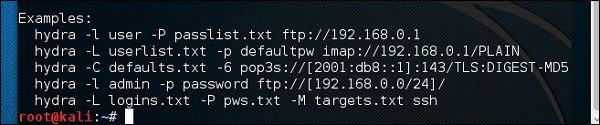 Examples:
hydra -l user -P passlist.txt ftp://192.168.0.1
hydra -L userlist.txt -p defaultpw imap://192.168.0.1/PLAIN
hydra -C defaults.txt -6 pop3s://[2001:db8::1]:143/TLS:DIGEST-MD5
hydra -l admin -p password ftp://[192.168.0.0/24]/
hydra -L logins.txt -P pws.txt -M targets.txt ssh
root@kali:~#